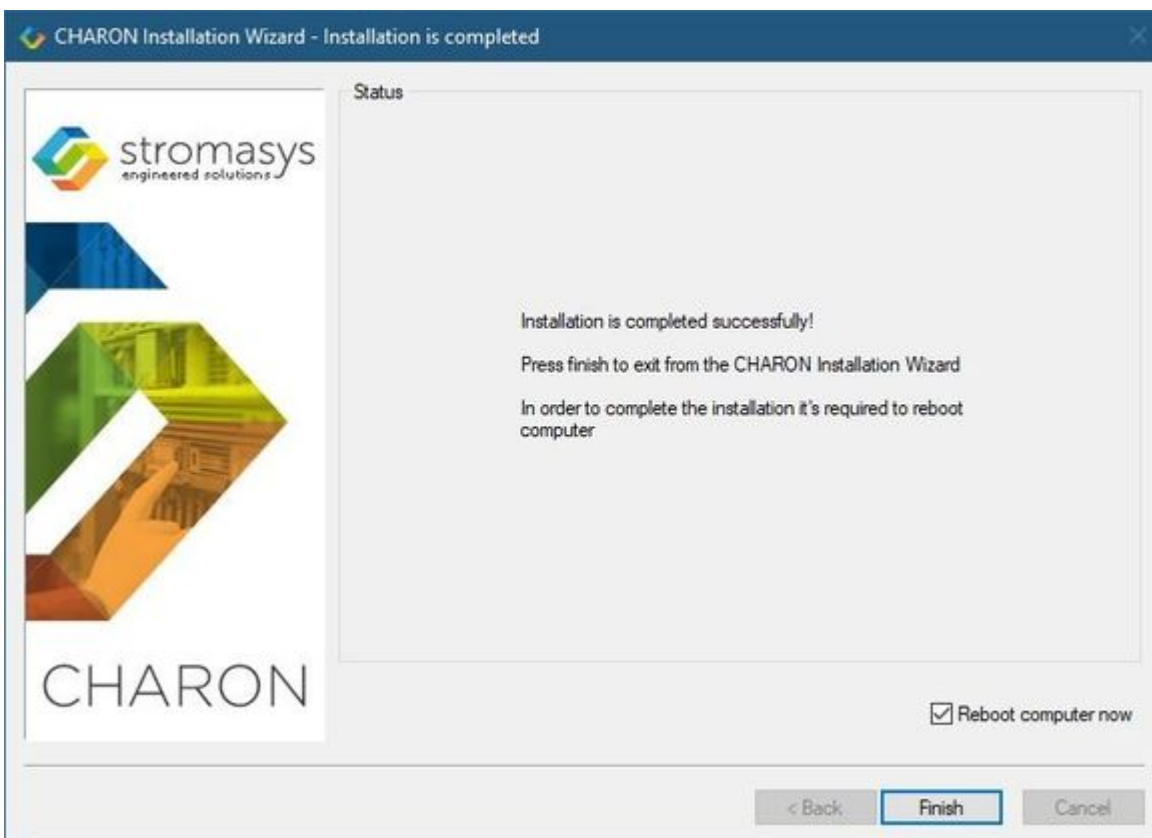 CHARON Installation Wizard - Installation is completed
stromasys
engineered solutions
CHARON
Status
Installation is completed successfully!
Press finish to exit from the CHARON Installation Wizard
In order to complete the installation it's required to reboot
computer
Reboot computer now
< Back
Finish
Cancel